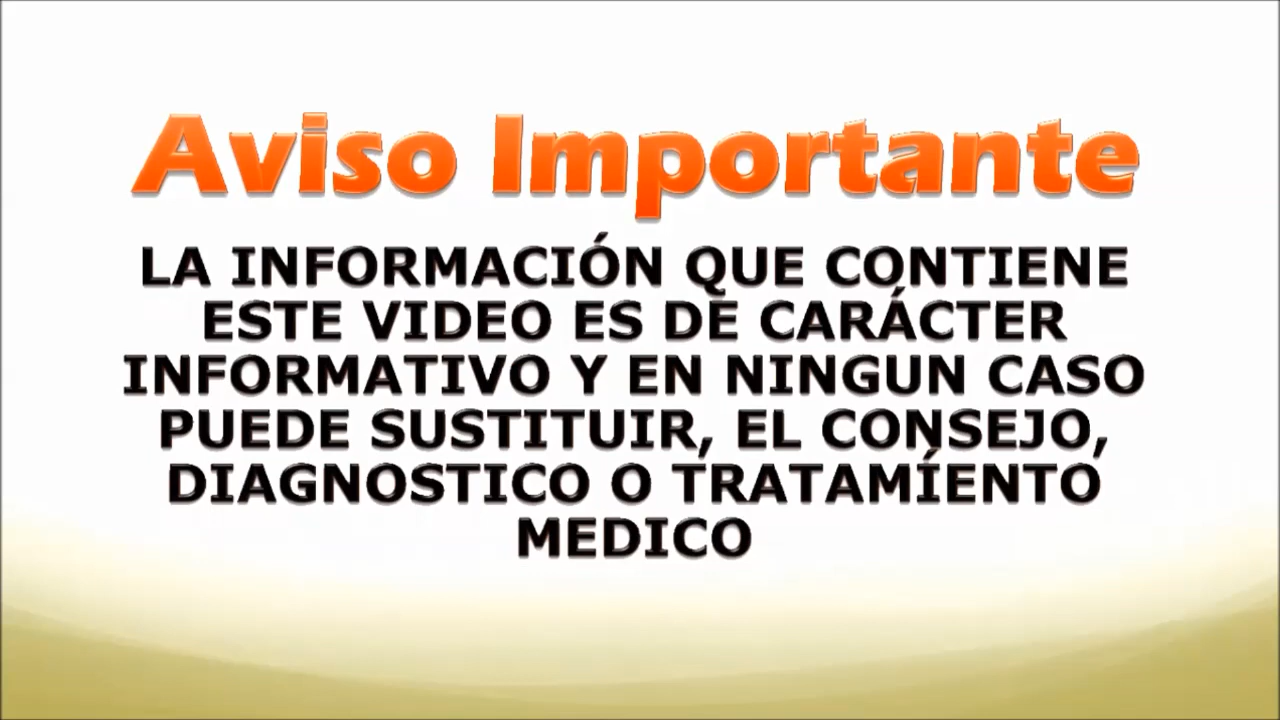 Aviso Importante
LA INFORMACIÓN QUE CONTIENE
ESTE VIDEO ES DE CARÁCTER
INFORMATIVO Y EN NINGUN CASO
PUEDE SUSTITUIR, EL CONSEJO,
DIAGNOSTICO O TRATAMIENTO
MEDICO